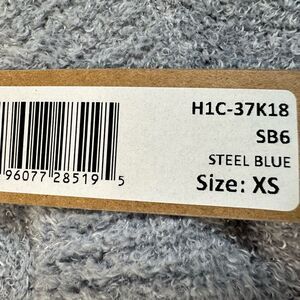 H1C-37K18
SB6
STEEL BLUE
Size: XS
96077 28519 5